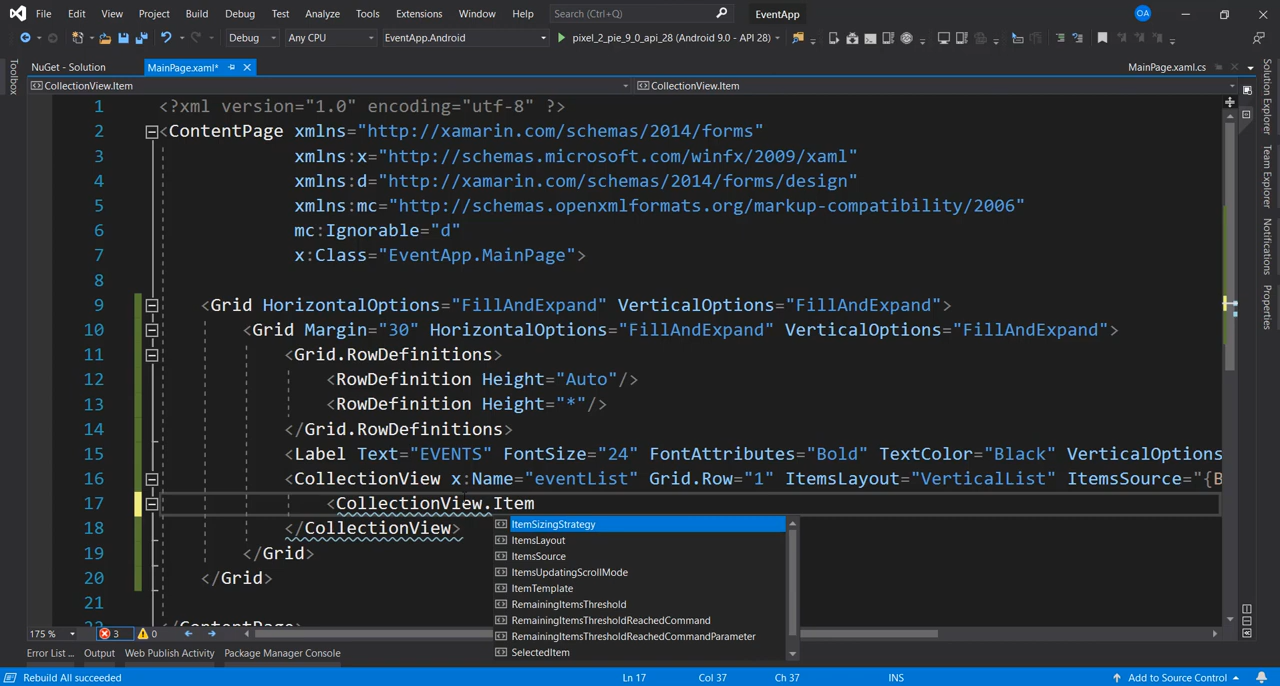 File Edit View Project Build Debug Test Analyze Tools Extensions Window Help Search (Ctrl+Q) EventApp OA
Debug Any CPU EventApp.Android pixel_2_pie_9_0_api_28 (Android 9.0 - API 28)
NuGet - Solution MainPage.xaml* MainPage.xaml.cs
CollectionView.Item CollectionView.Item
1 <?xml version="1.0" encoding="utf-8" ?>
2 <ContentPage xmlns="http://xamarin.com/schemas/2014/forms"
3 xmlns:x="http://schemas.microsoft.com/winfx/2009/xaml"
4 xmlns:d="http://xamarin.com/schemas/2014/forms/design"
5 xmlns:mc="http://schemas.openxmlformats.org/markup-compatibility/2006"
6 mc:Ignorable="d"
7 x:Class="EventApp.MainPage">
8
9 <Grid HorizontalOptions="FillAndExpand" VerticalOptions="FillAndExpand">
10 <Grid Margin="30" HorizontalOptions="FillAndExpand" VerticalOptions="FillAndExpand">
11 <Grid.RowDefinitions>
12 <RowDefinition Height="Auto"/>
13 <RowDefinition Height="*"/>
14 </Grid.RowDefinitions>
15 <Label Text="EVENTS" FontSize="24" FontAttributes="Bold" TextColor="Black" VerticalOptions
16 <CollectionView x:Name="eventList" Grid.Row="1" ItemsLayout="VerticalList" ItemsSource="{B
17 <CollectionView.Item
18 </CollectionView>
19 </Grid>
20 </Grid>
21
ItemSizingStrategy
ItemsLayout
ItemsSource
ItemsUpdatingScrollMode
ItemTemplate
RemainingItemsThreshold
RemainingItemsThresholdReachedCommand
RemainingItemsThresholdReachedCommandParameter
SelectedItem
Toolbox
Solution Explorer
Team Explorer
Notifications
Properties
175 % 3 0
Error List ... Output Web Publish Activity Package Manager Console
Rebuild All succeeded Ln 17 Col 37 Ch 37 INS Add to Source Control